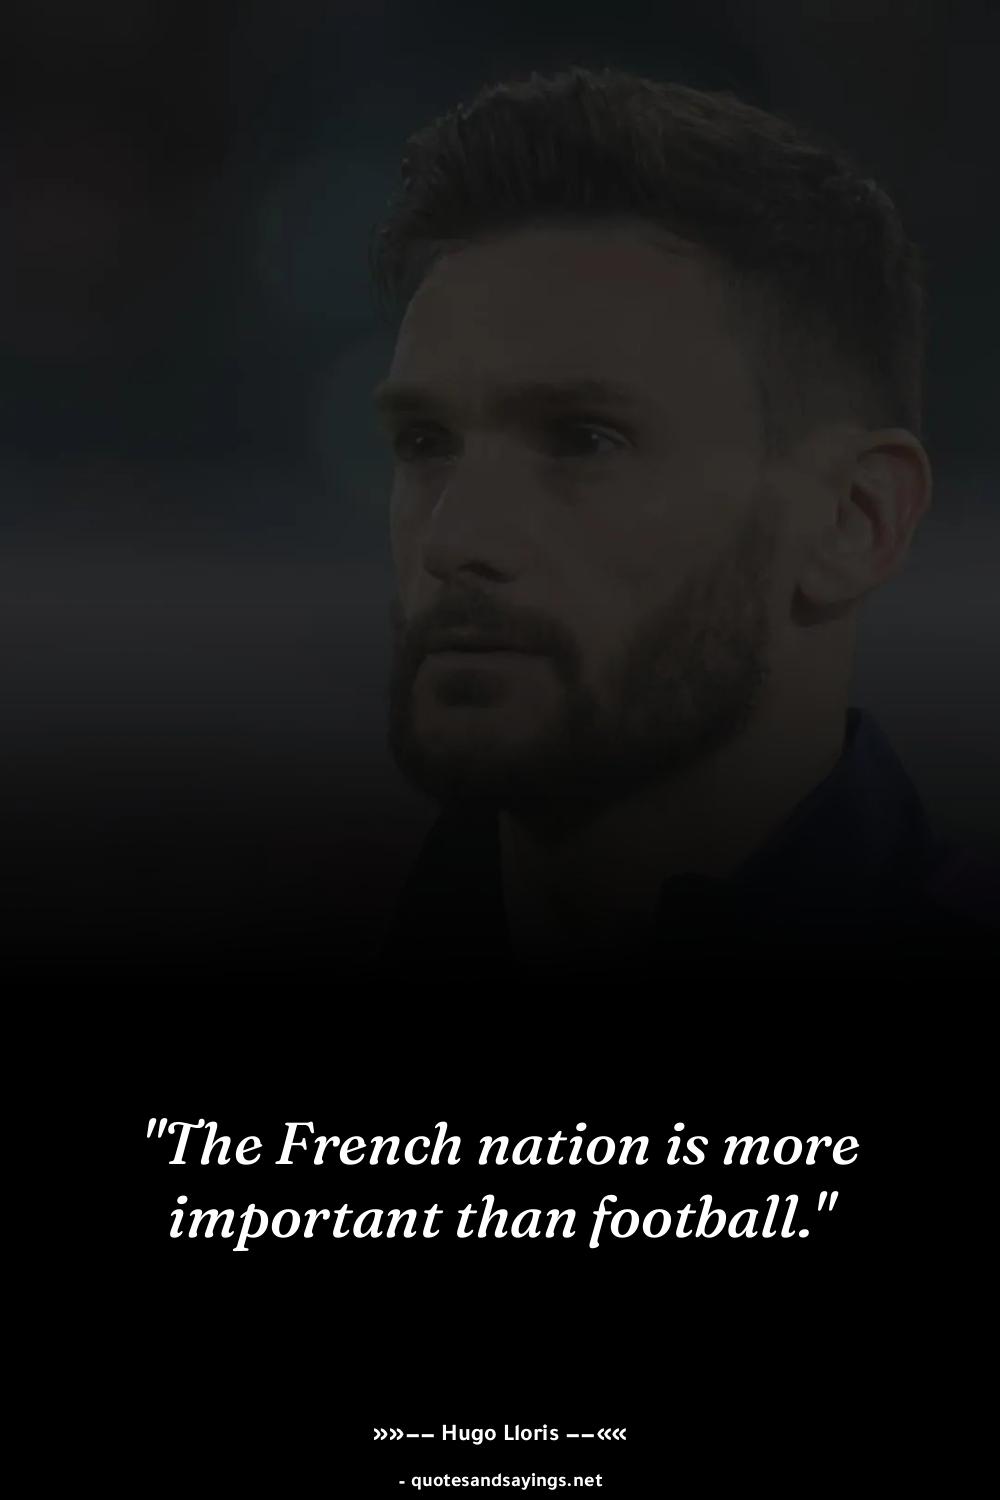 "The French nation is more
important than football."
»»–– Hugo Lloris ––««
- quotesandsayings.net